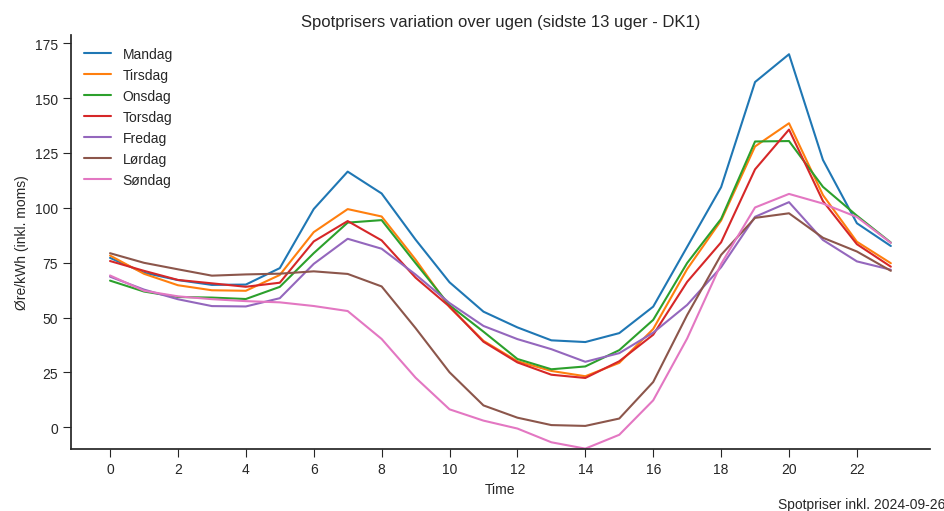 Spotprisers variation over ugen (sidste 13 uger - DK1)
Mandag
Tirsdag
Onsdag
Torsdag
Fredag
Lørdag
Søndag
Øre/kWh (inkl. moms)
175
150
125
100
75
50
25
0
0 2 4 6 8 10 12 14 16 18 20 22
Time
Spotpriser inkl. 2024-09-26